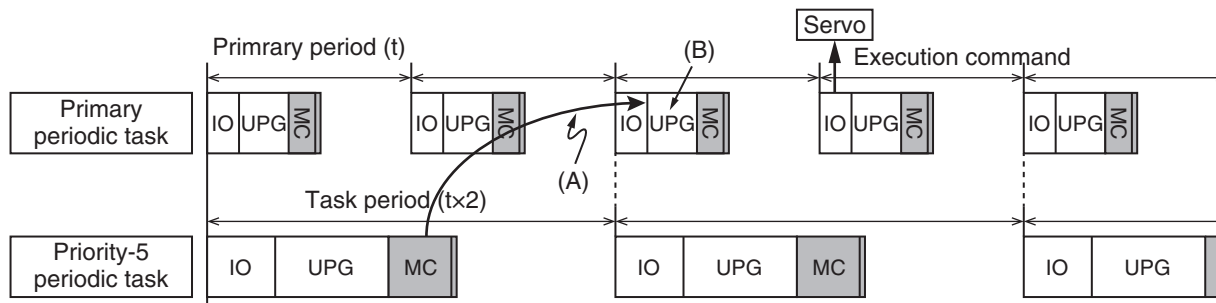 Servo
Primrary period (t)
(B)
Execution command
Primary
periodic task
IO UPG MC
IO UPG MC
IO UPG MC
IO UPG MC
IO UPG MC
(A)
Task period (t×2)
Priority-5
periodic task
IO UPG MC
IO UPG MC
IO UPG